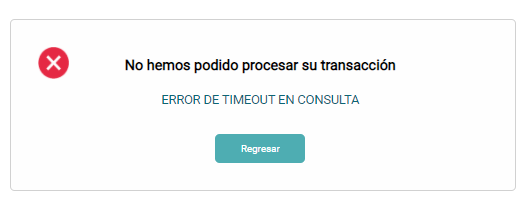 No hemos podido procesar su transacción
ERROR DE TIMEOUT EN CONSULTA
Regresar